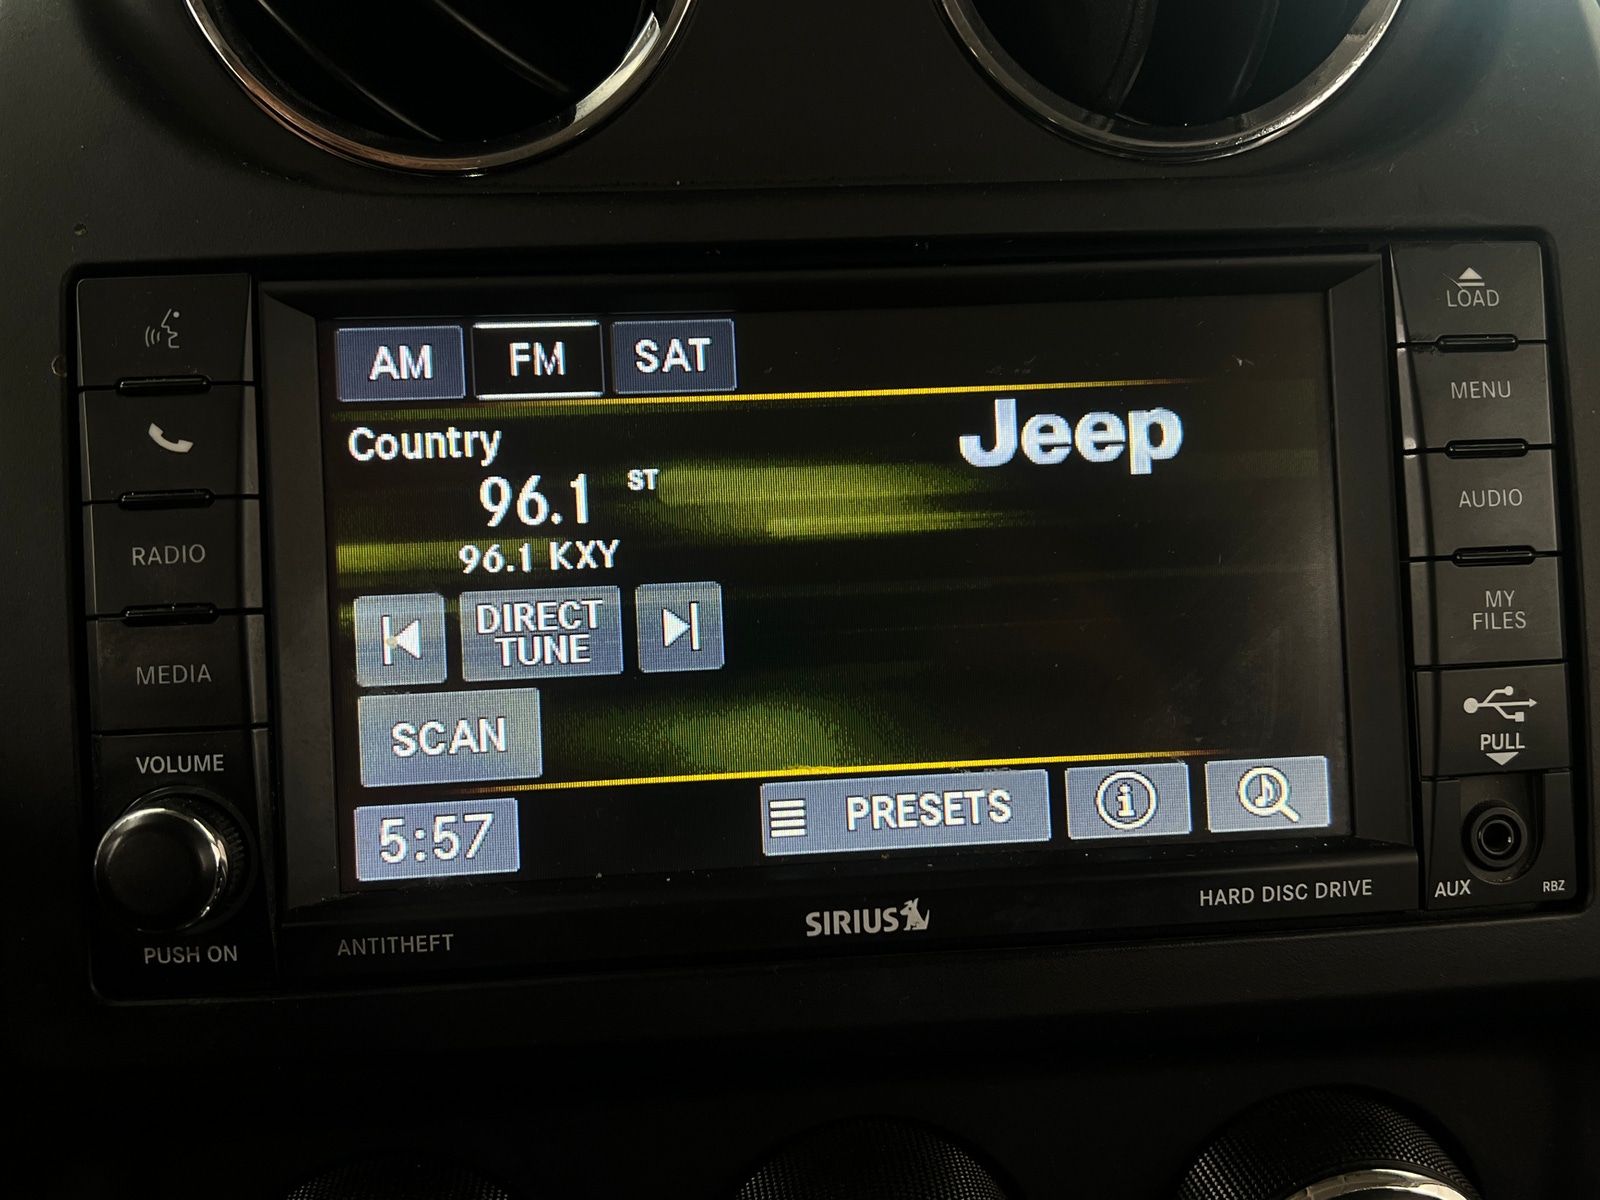 LOAD
AM FM SAT
MENU
Country
Jeep
96.1 ST
AUDIO
96.1 KXY
RADIO
DIRECT
TUNE
MY
FILES
MEDIA
SCAN
PULL
VOLUME
5:57
PRESETS
i
AUX
RBZ
HARD DISC DRIVE
SIRIUS
ANTITHEFT
PUSH ON